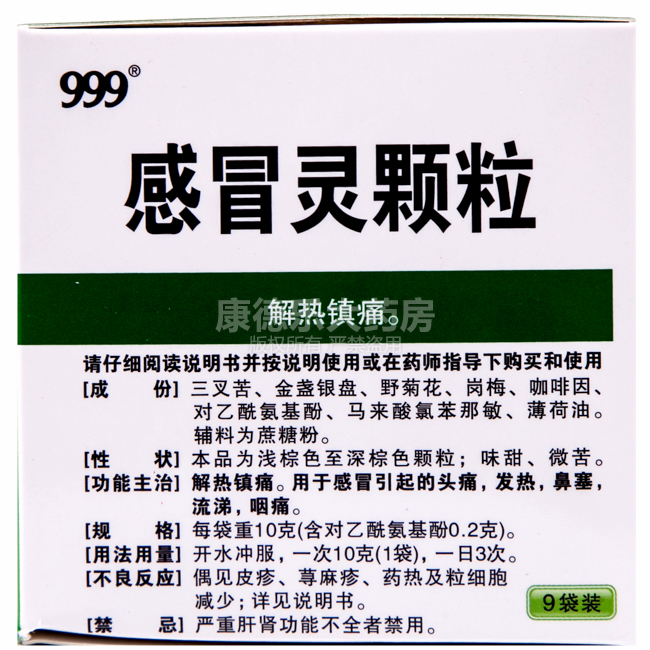 999®
感冒灵颗粒
解热镇痛。
版权所有 严禁盗用
请仔细阅读说明书并按说明使用或在药师指导下购买和使用
[成 份] 三叉苦、金盏银盘、野菊花、岗梅、咖啡因、
对乙酰氨基酚、马来酸氯苯那敏、薄荷油。
辅料为蔗糖粉。
[性 状] 本品为浅棕色至深棕色颗粒；味甜、微苦。
[功能主治] 解热镇痛。用于感冒引起的头痛，发热，鼻塞，
流涕，咽痛。
[规 格] 每袋重10克(含对乙酰氨基酚0.2克)。
[用法用量] 开水冲服，一次10克(1袋)，一日3次。
[不良反应] 偶见皮疹、荨麻疹、药热及粒细胞
减少；详见说明书。
9袋装
[禁 忌] 严重肝肾功能不全者禁用。